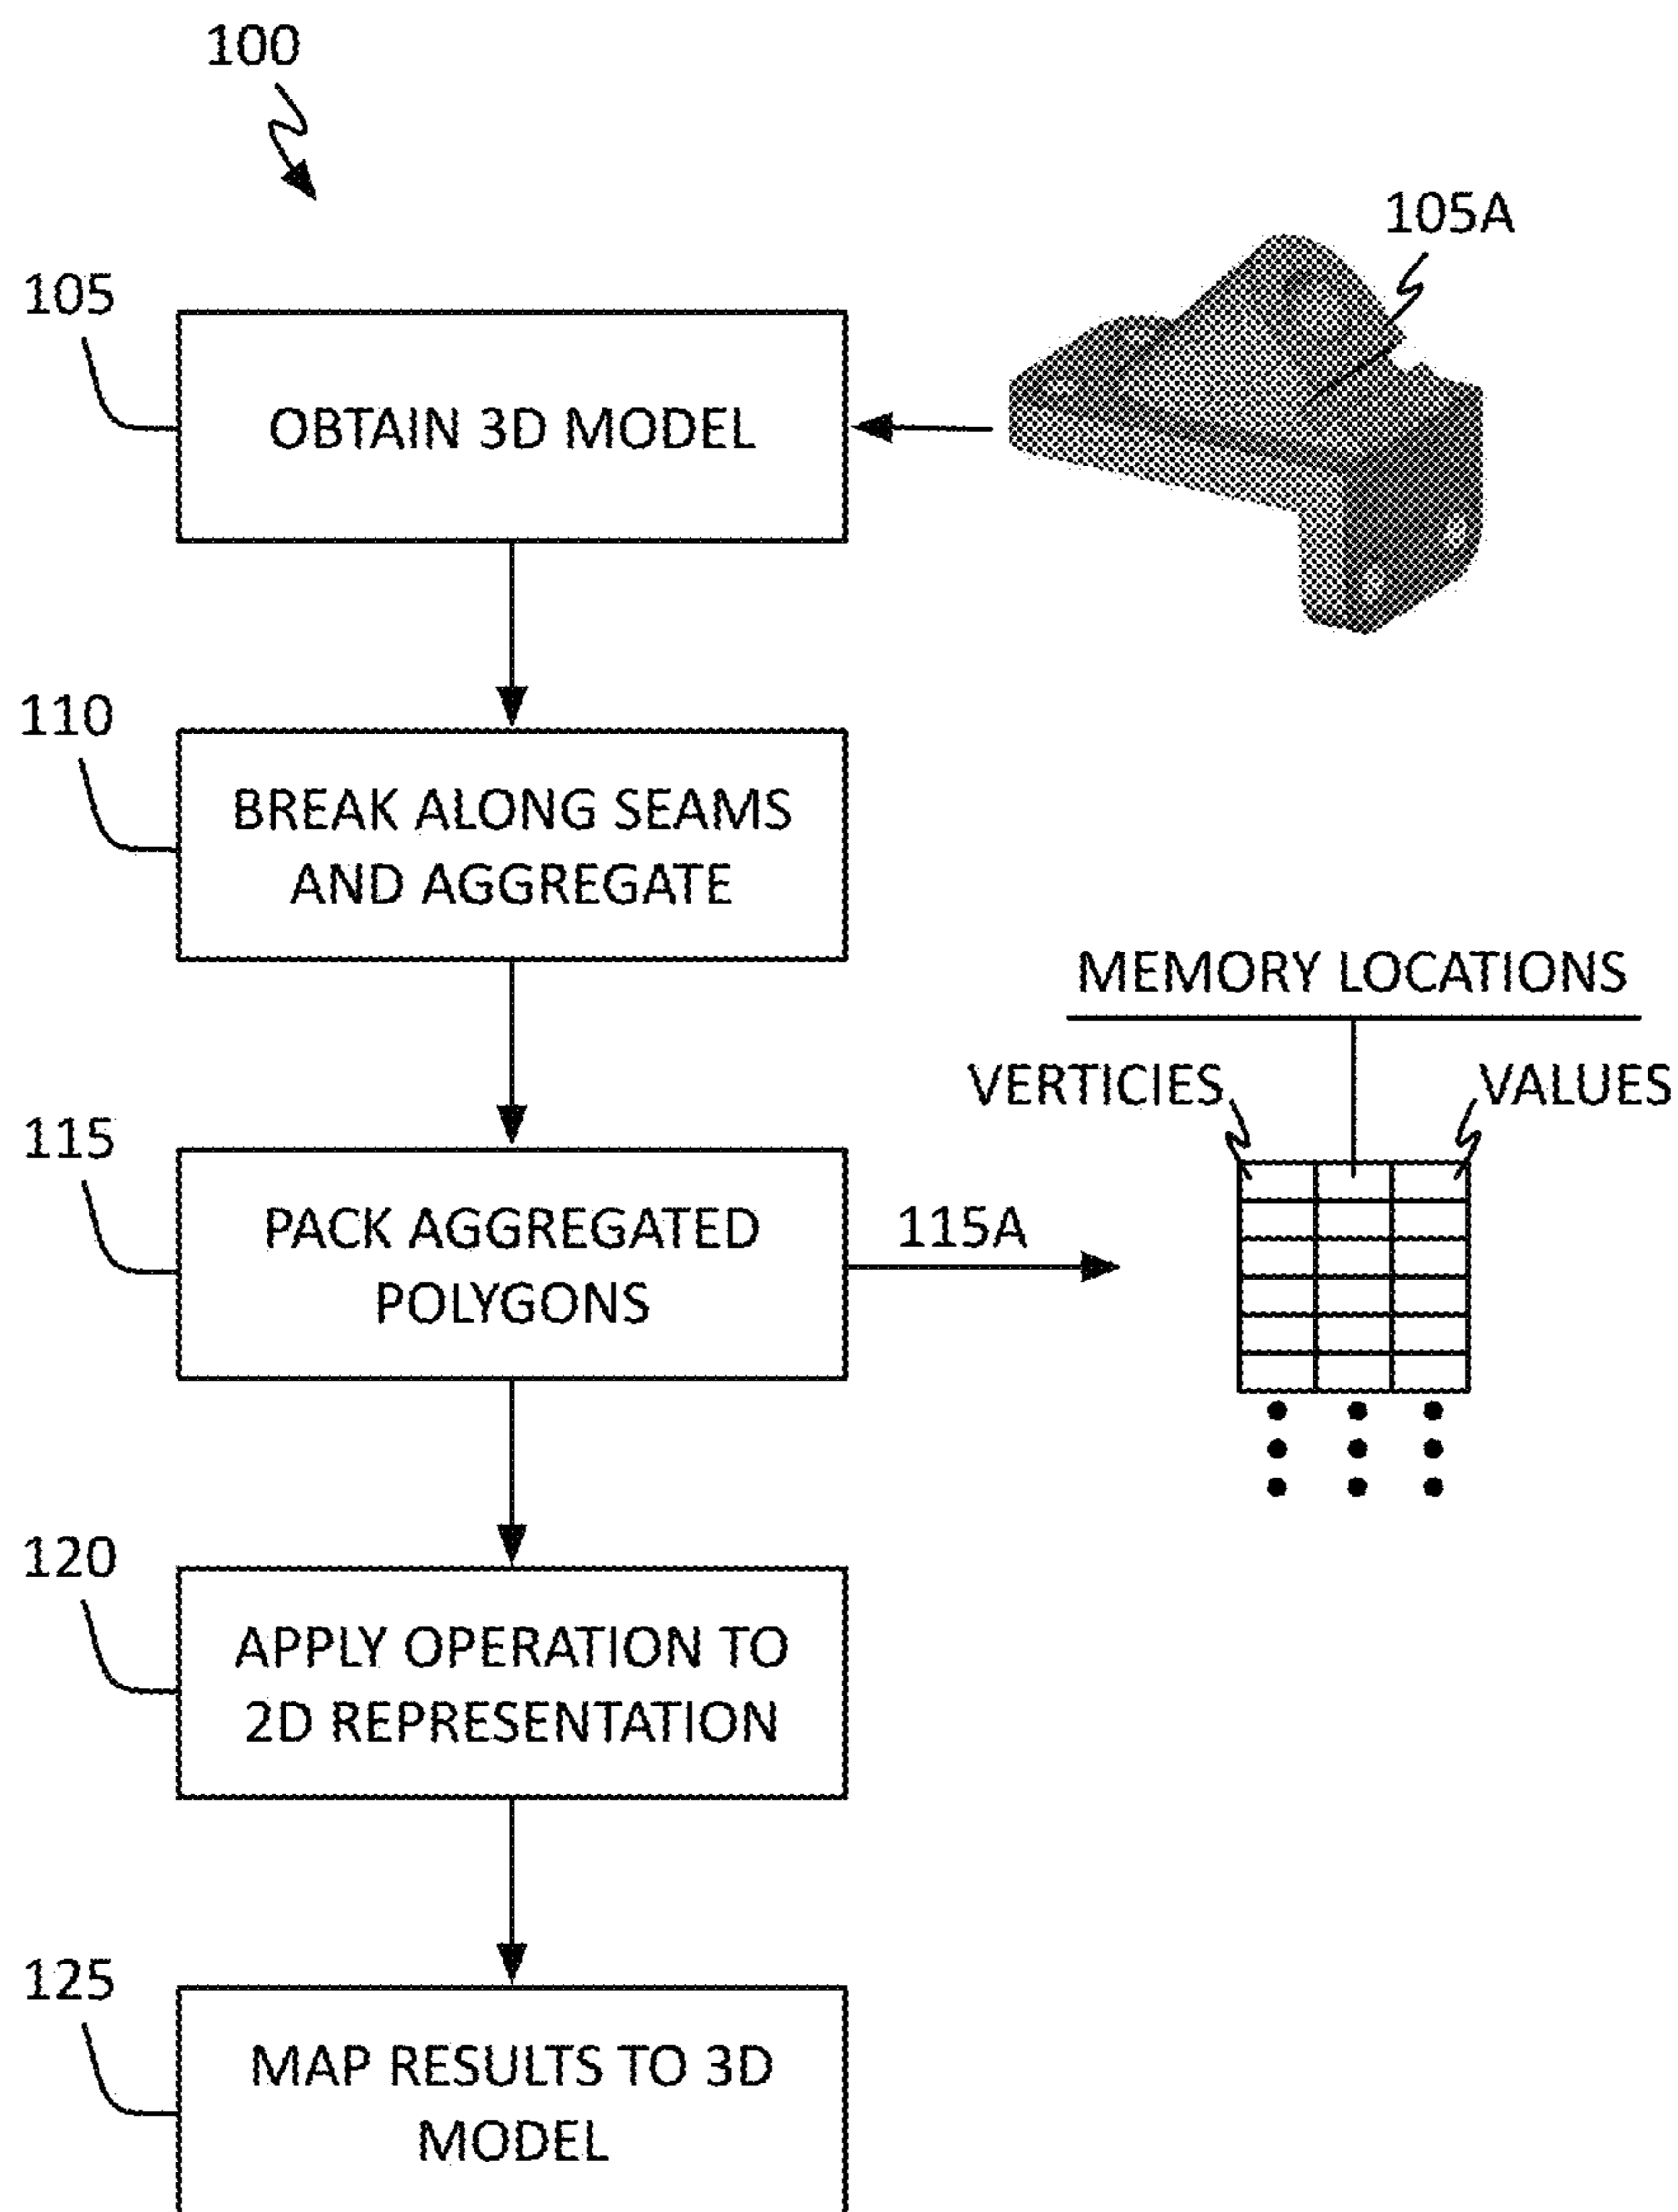 100
105A
105
OBTAIN 3D MODEL
110
BREAK ALONG SEAMS
AND AGGREGATE
MEMORY LOCATIONS
VERTICIES
VALUES
115
PACK AGGREGATED
POLYGONS
115A
120
APPLY OPERATION TO
2D REPRESENTATION
125
MAP RESULTS TO 3D
MODEL